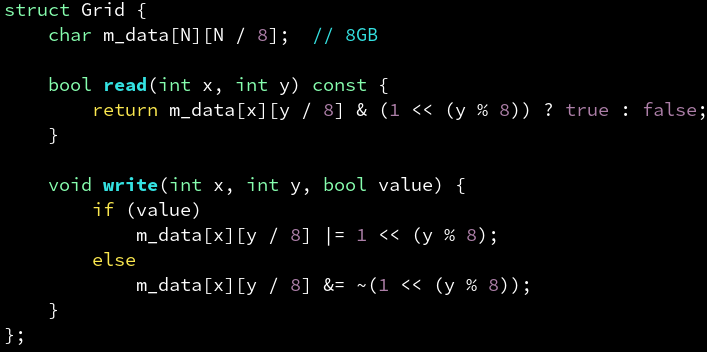 struct Grid {
    char m_data[N][N / 8];  // 8GB

    bool read(int x, int y) const {
        return m_data[x][y / 8] & (1 << (y % 8)) ? true : false;
    }

    void write(int x, int y, bool value) {
        if (value)
            m_data[x][y / 8] |= 1 << (y % 8);
        else
            m_data[x][y / 8] &= ~(1 << (y % 8));
    }
};